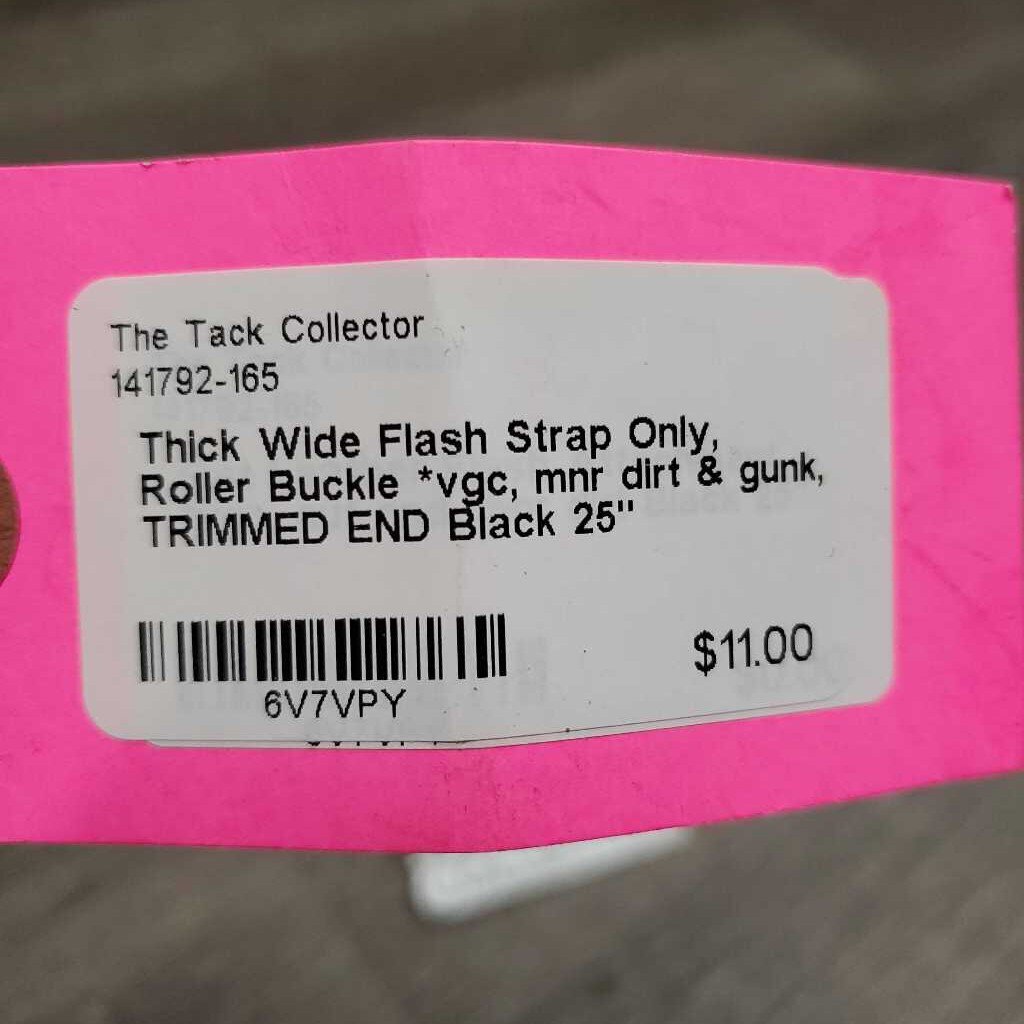 The Tack Collector
141792-165
Thick Wide Flash Strap Only,
Roller Buckle *vgc, mnr dirt & gunk,
TRIMMED END Black 25"
$11.00
6V7VPY